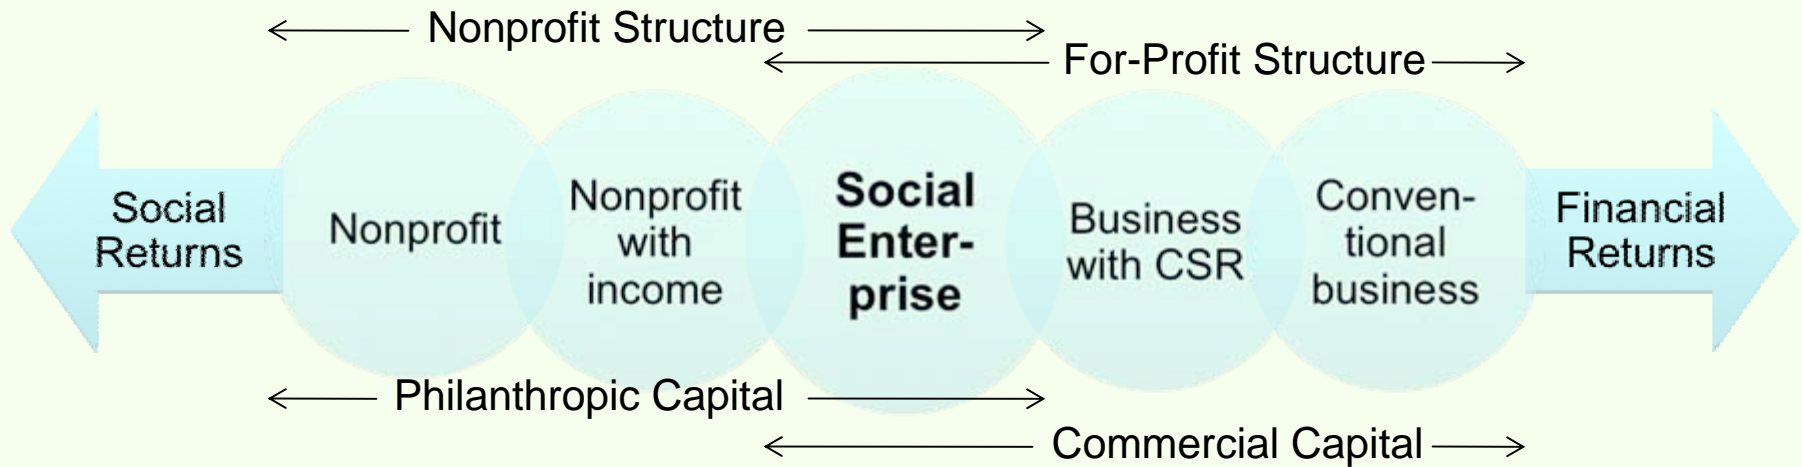 Nonprofit Structure
For-Profit Structure
Social
Returns
Nonprofit
Nonprofit
with
income
Social
Enter-
prise
Business
with CSR
Conven-
tional
business
Financial
Returns
Philanthropic Capital
Commercial Capital